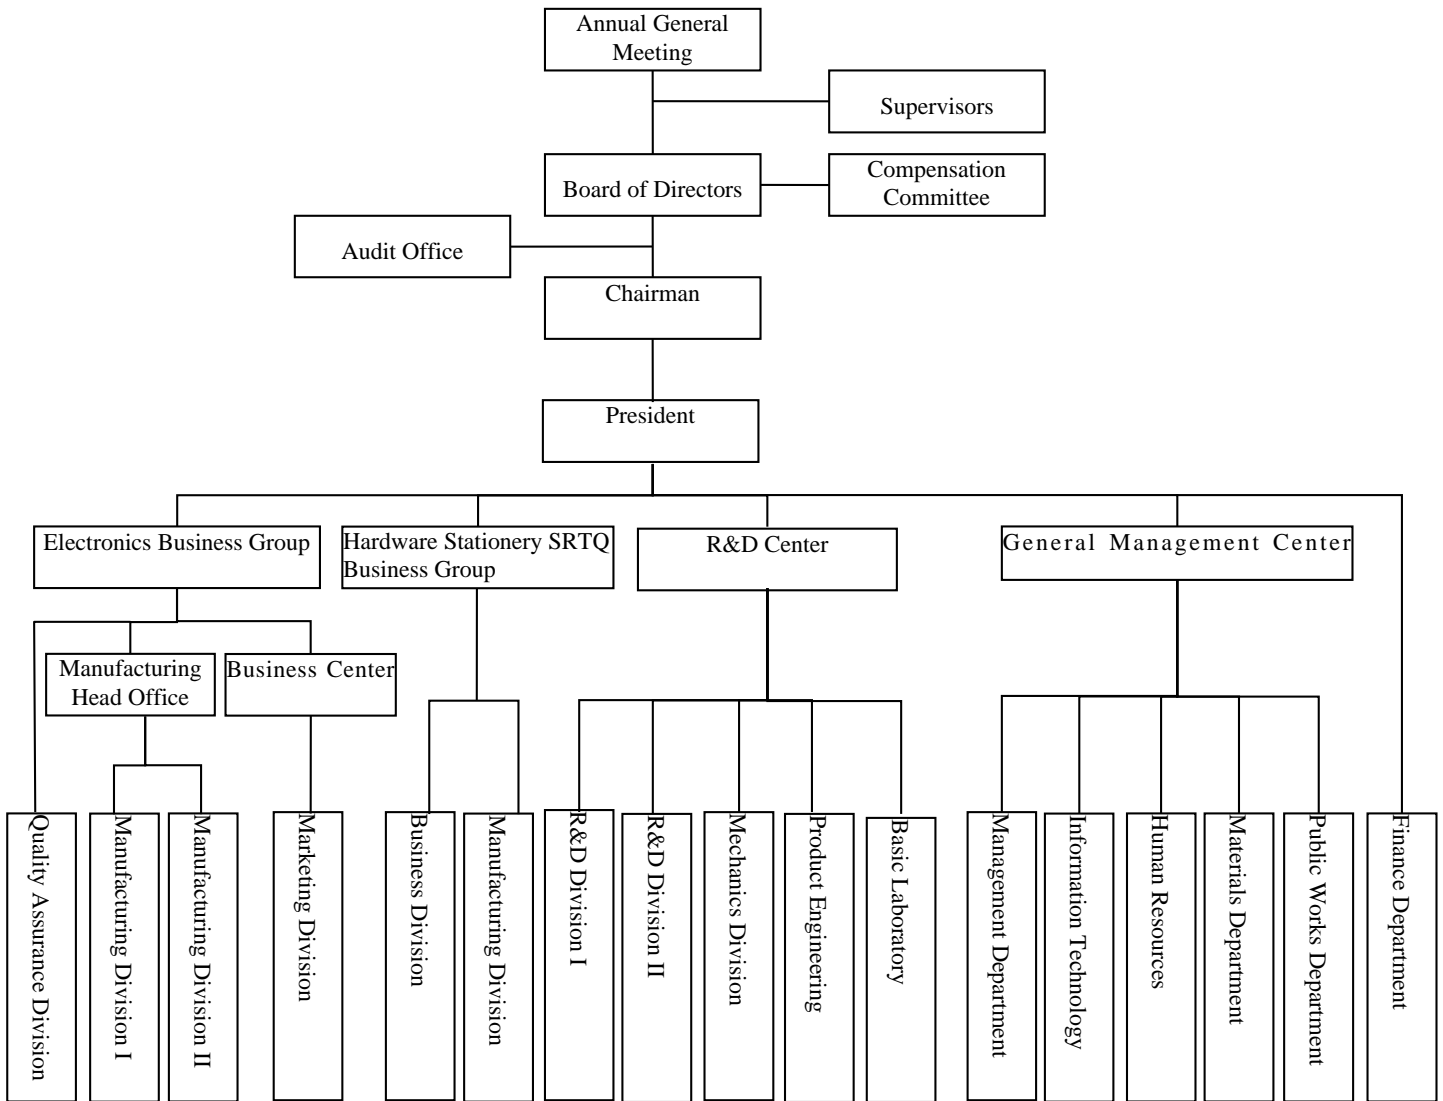 Annual General
Meeting
Supervisors
Board of Directors
Compensation
Committee
Audit Office
Chairman
President
Electronics Business Group
Hardware Stationery SRTQ
Business Group
R&D Center
General Management Center
Manufacturing
Head Office
Business Center
Quality Assurance Division
Manufacturing Division I
Manufacturing Division II
Marketing Division
Business Division
Manufacturing Division
R&D Division I
R&D Division II
Mechanics Division
Product Engineering
Basic Laboratory
Management Department
Information Technology
Human Resources
Materials Department
Public Works Department
Finance Department